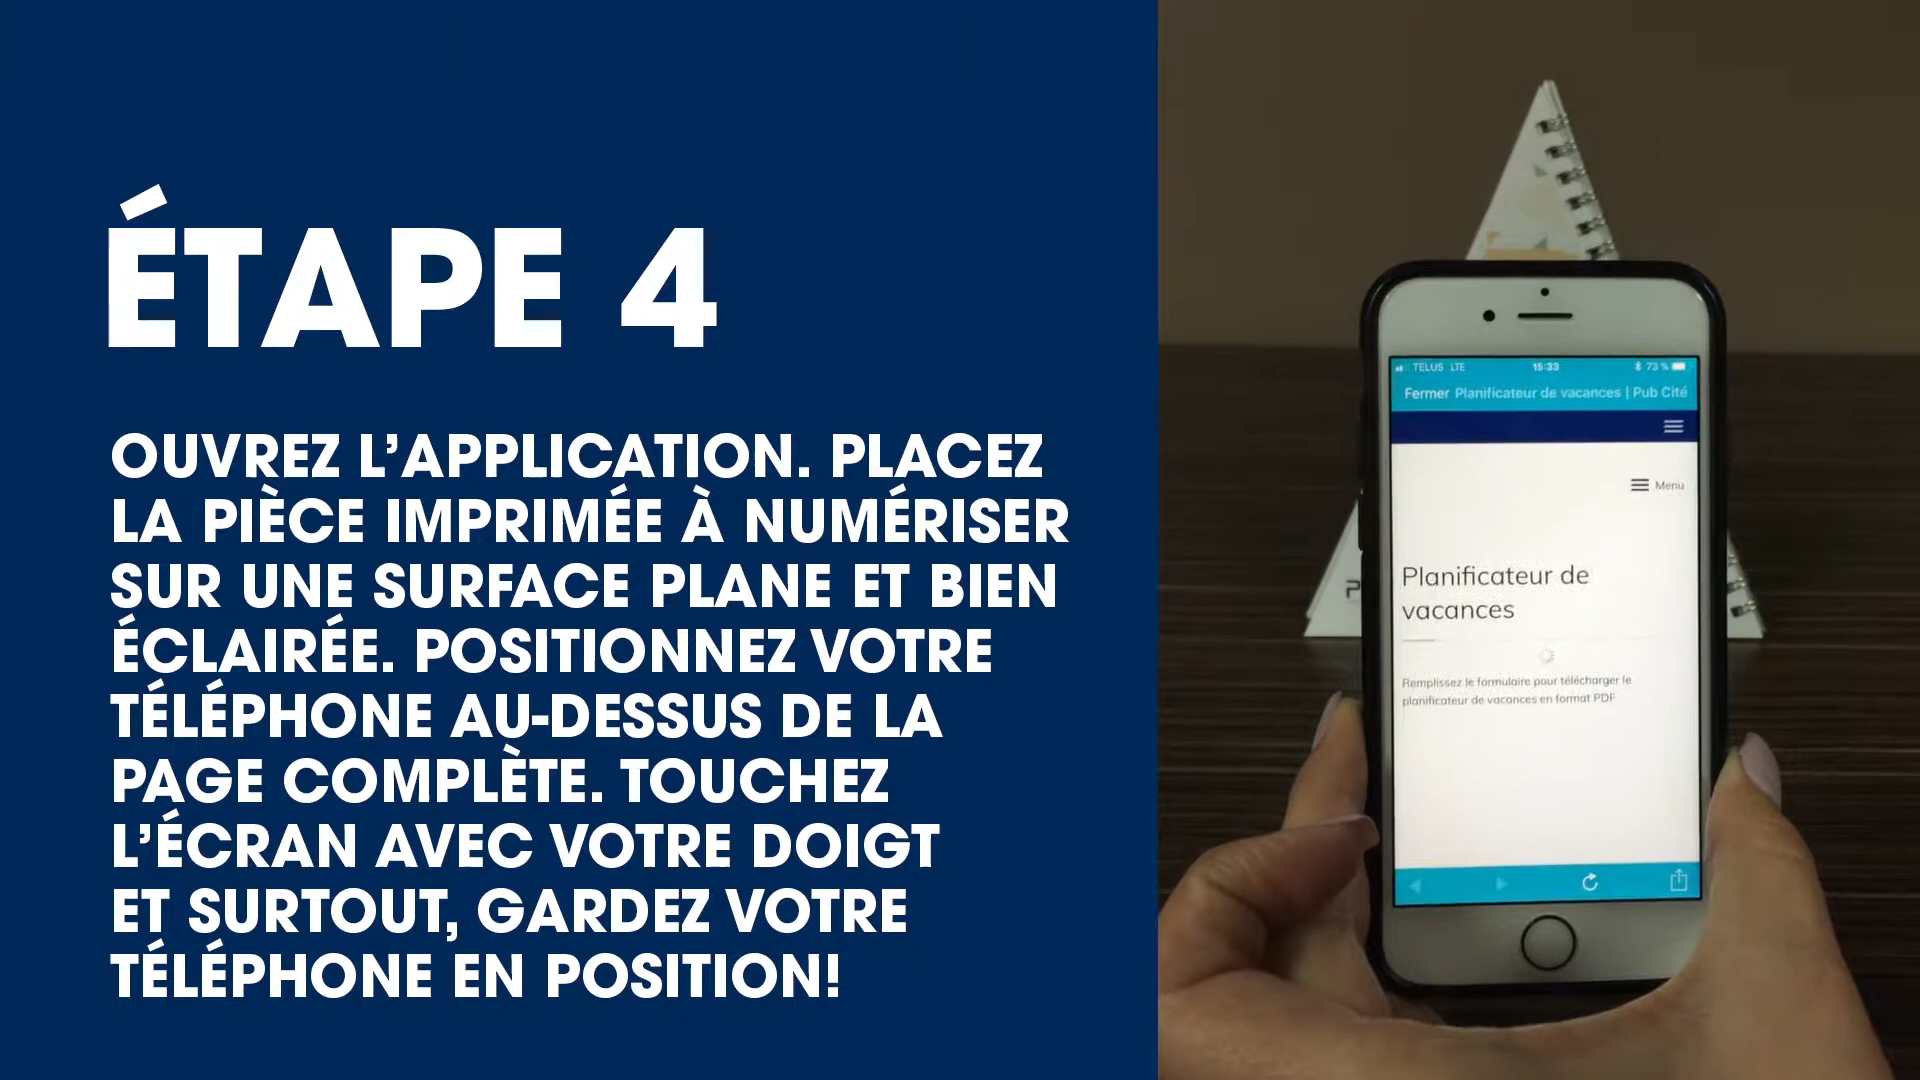 ÉTAPE 4
OUVREZ L’APPLICATION. PLACEZ
LA PIÈCE IMPRIMÉE À NUMÉRISER
SUR UNE SURFACE PLANE ET BIEN
ÉCLAIRÉE. POSITIONNEZ VOTRE
TÉLÉPHONE AU-DESSUS DE LA
PAGE COMPLÈTE. TOUCHEZ
L’ÉCRAN AVEC VOTRE DOIGT
ET SURTOUT, GARDEZ VOTRE
TÉLÉPHONE EN POSITION!
TELUS LTE 15:33 73 %
Fermer Planificateur de vacances | Pub Cité
Menu
Planificateur de
vacances
Remplissez le formulaire pour télécharger le
planificateur de vacances en format PDF
P